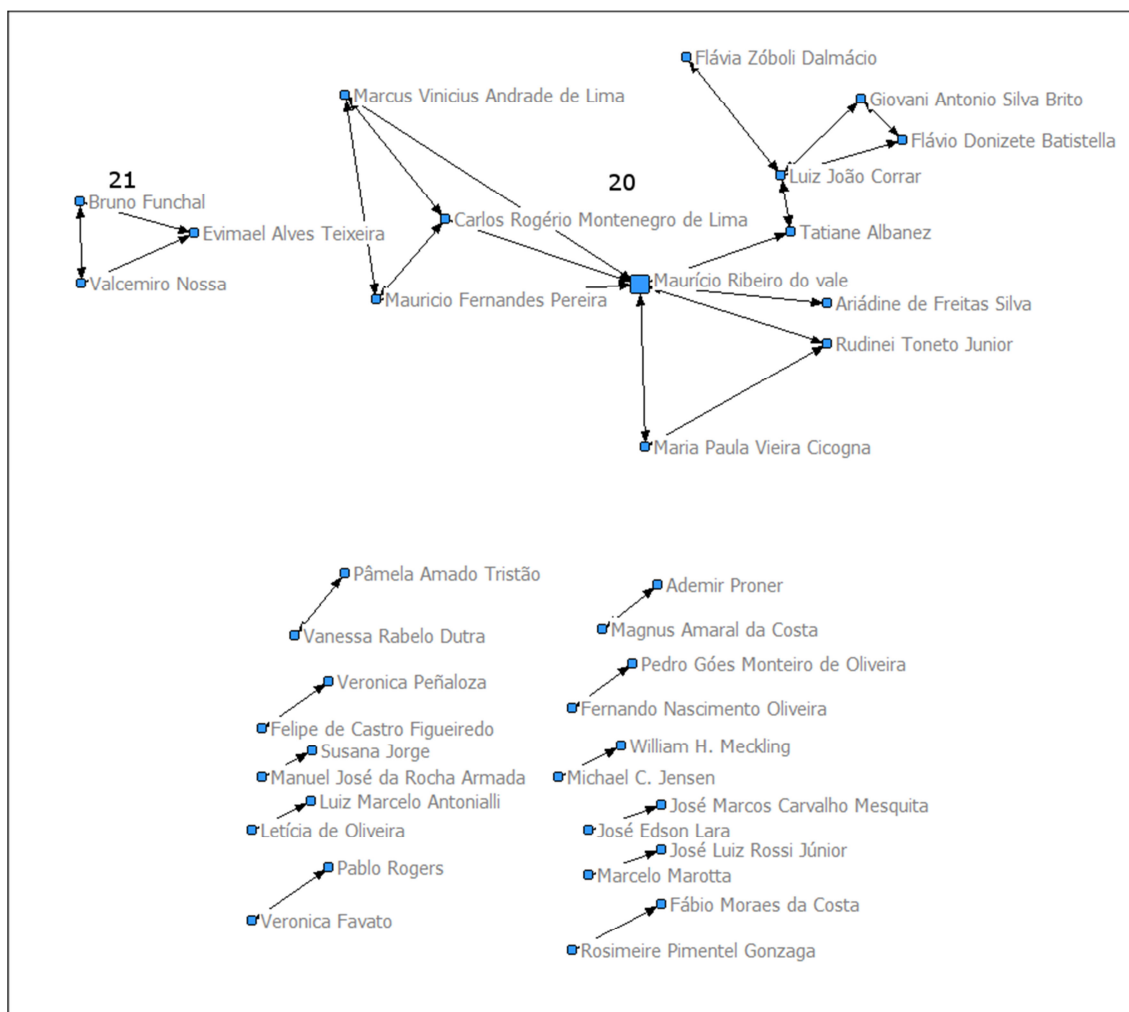 Flávia Zóboli Dalmácio
Marcus Vinicius Andrade de Lima
Giovani Antonio Silva Brito
Flávio Donizete Batistella
21
20
Luiz João Corrar
Bruno Funchal
Carlos Rogério Montenegro de Lima
Evimael Alves Teixeira
Tatiane Albanez
Valcemiro Nossa
Maurício Ribeiro do vale
Mauricio Fernandes Pereira
Ariádine de Freitas Silva
Rudinei Toneto Junior
Maria Paula Vieira Cicogna
Pâmela Amado Tristão
Ademir Proner
Vanessa Rabelo Dutra
Magnus Amaral da Costa
Pedro Góes Monteiro de Oliveira
Veronica Peñaloza
Fernando Nascimento Oliveira
Felipe de Castro Figueiredo
Susana Jorge
William H. Meckling
Manuel José da Rocha Armada
Michael C. Jensen
Luiz Marcelo Antonialli
José Marcos Carvalho Mesquita
Letícia de Oliveira
José Edson Lara
José Luiz Rossi Júnior
Pablo Rogers
Marcelo Marotta
Fábio Moraes da Costa
Veronica Favato
Rosimeire Pimentel Gonzaga